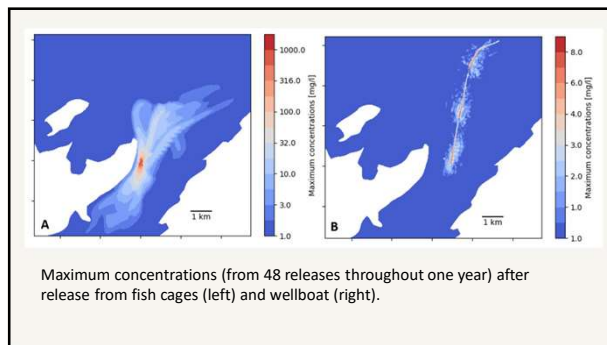 1000.0
316.0
100.0
32.0
10.0
3.0
1.0
Maximum concentrations [mg/l]
A
1 km
8.0
6.0
4.0
3.0
2.0
1.0
Maximum concentrations [mg/l]
B
1 km
Maximum concentrations (from 48 releases throughout one year) after
release from fish cages (left) and wellboat (right).